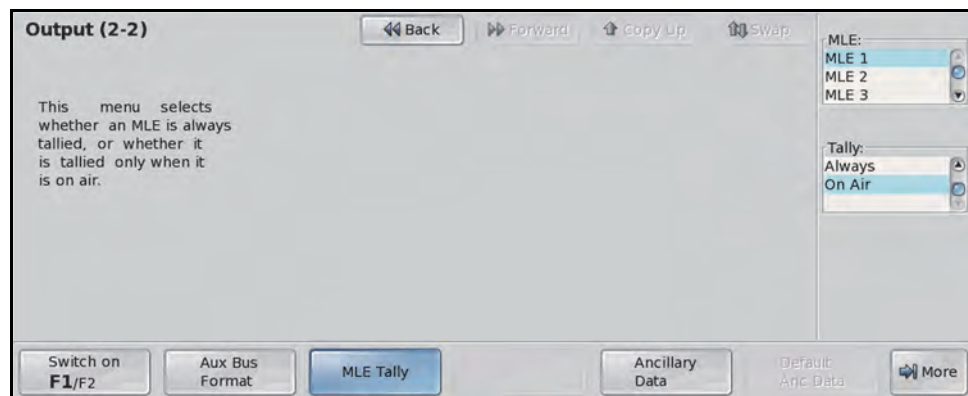 Output (2-2)
Back
Forward
Copy Up
Swap
This menu selects
whether an MLE is always
tallied, or whether it
is tallied only when it
is on air.
MLE:
MLE 1
MLE 2
MLE 3
Tally:
Always
On Air
Switch on
F1/F2
Aux Bus
Format
MLE Tally
Ancillary
Data
Default
Anc Data
More